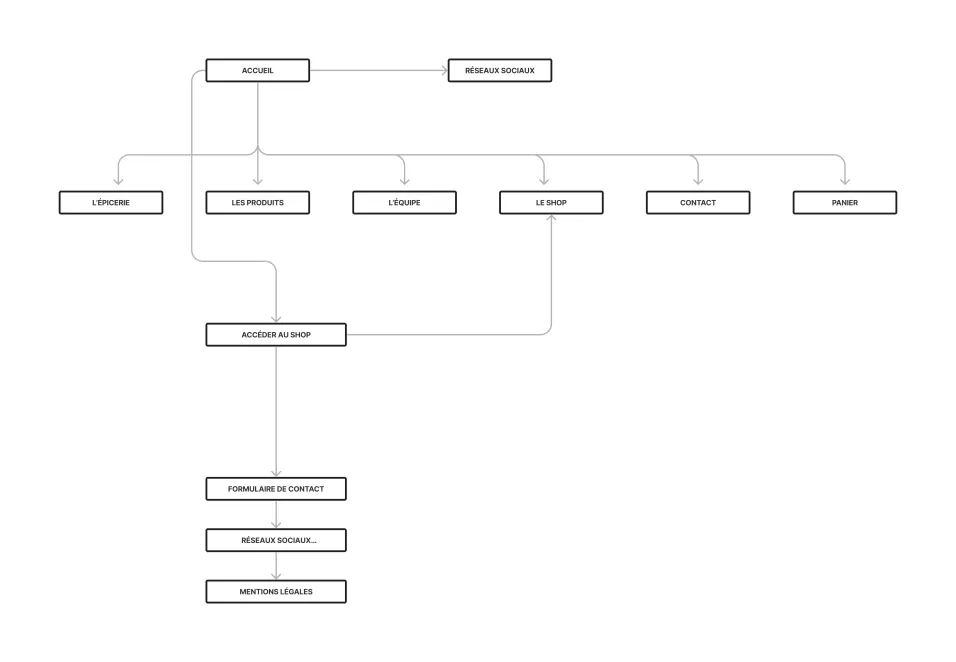 ACCUEIL
RÉSEAUX SOCIAUX
L'ÉPICERIE
LES PRODUITS
L'ÉQUIPE
LE SHOP
CONTACT
PANIER
ACCÉDER AU SHOP
FORMULAIRE DE CONTACT
RÉSEAUX SOCIAUX...
MENTIONS LÉGALES